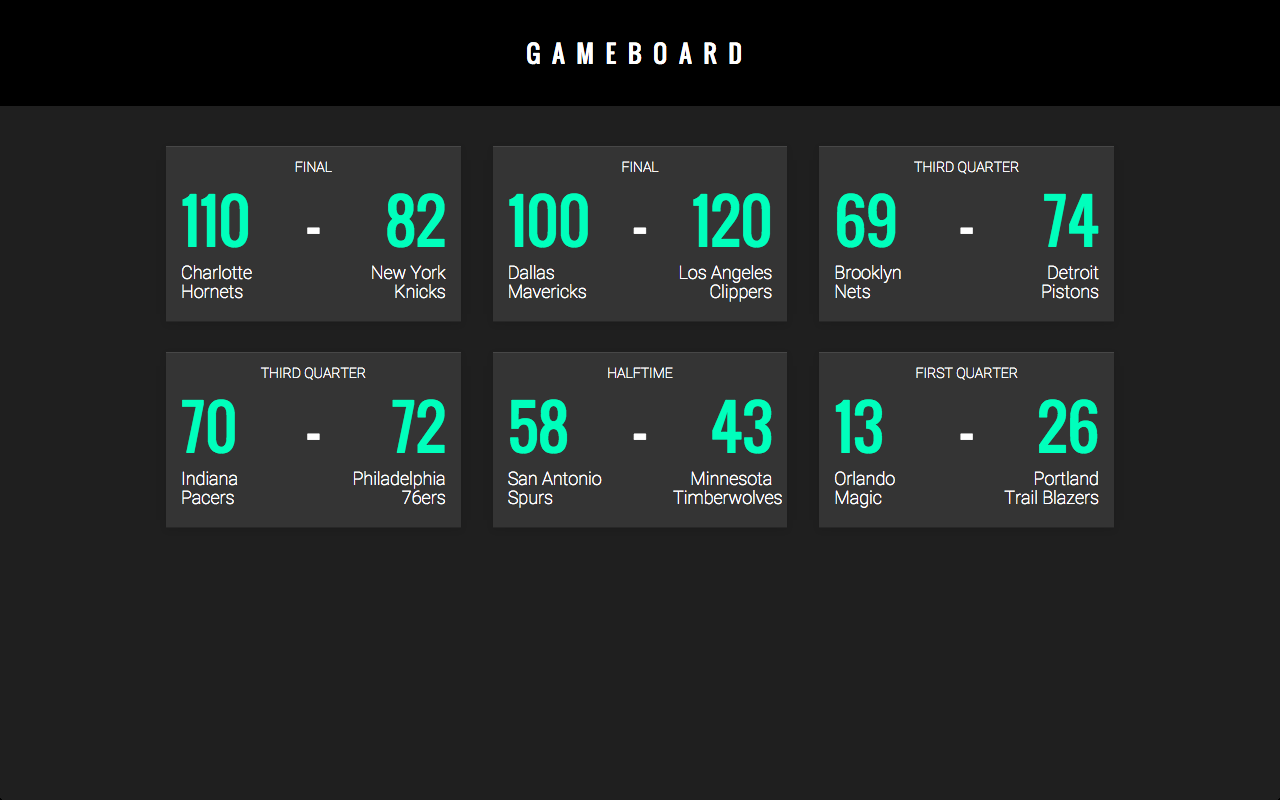 GAMEBOARD
FINAL
110 - 82
Charlotte New York
Hornets Knicks
FINAL
100 - 120
Dallas Los Angeles
Mavericks Clippers
THIRD QUARTER
69 - 74
Brooklyn Detroit
Nets Pistons
THIRD QUARTER
70 - 72
Indiana Philadelphia
Pacers 76ers
HALFTIME
58 - 43
San Antonio Minnesota
Spurs Timberwolves
FIRST QUARTER
13 - 26
Orlando Portland
Magic Trail Blazers